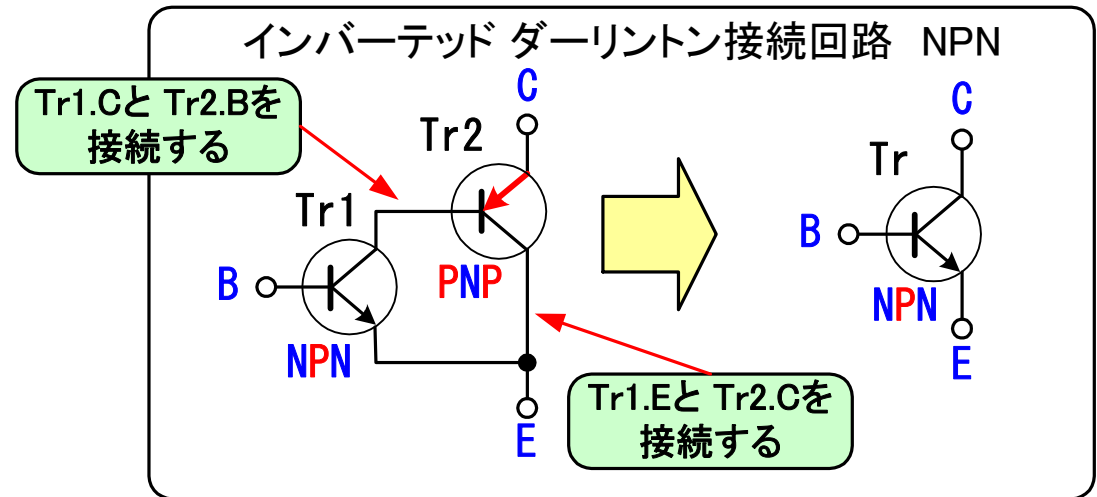 インバーテッド ダーリントン接続回路 NPN
Tr1.Cと Tr2.Bを
接続する
C
Tr2
Tr1
B
PNP
NPN
E
Tr1.Eと Tr2.Cを
接続する
C
Tr
B
NPN
E